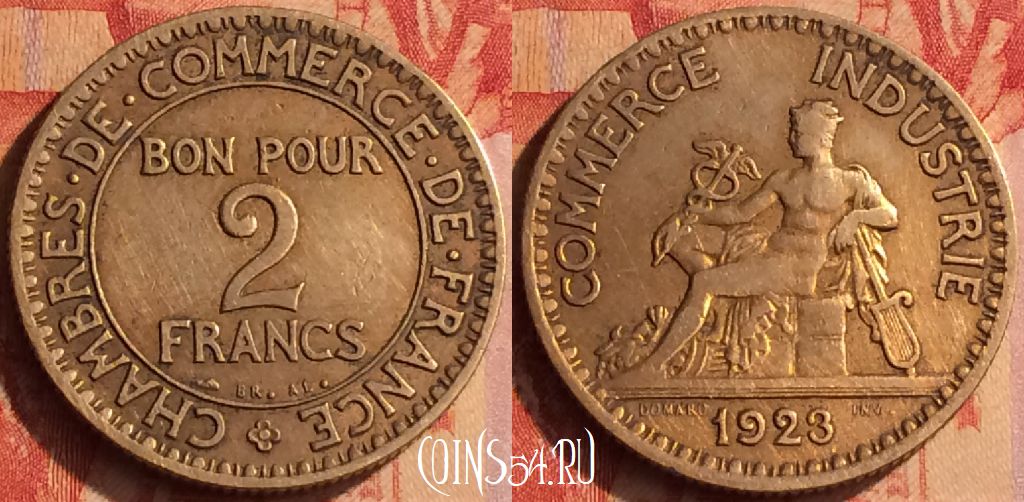 CHAMBRES · DE · COMMERCE · DE · FRANCE
BON POUR
2
FRANCS
BR. AL.
COMMERCE INDUSTRIE
DOMARD INV.
1923
COINS54.RU